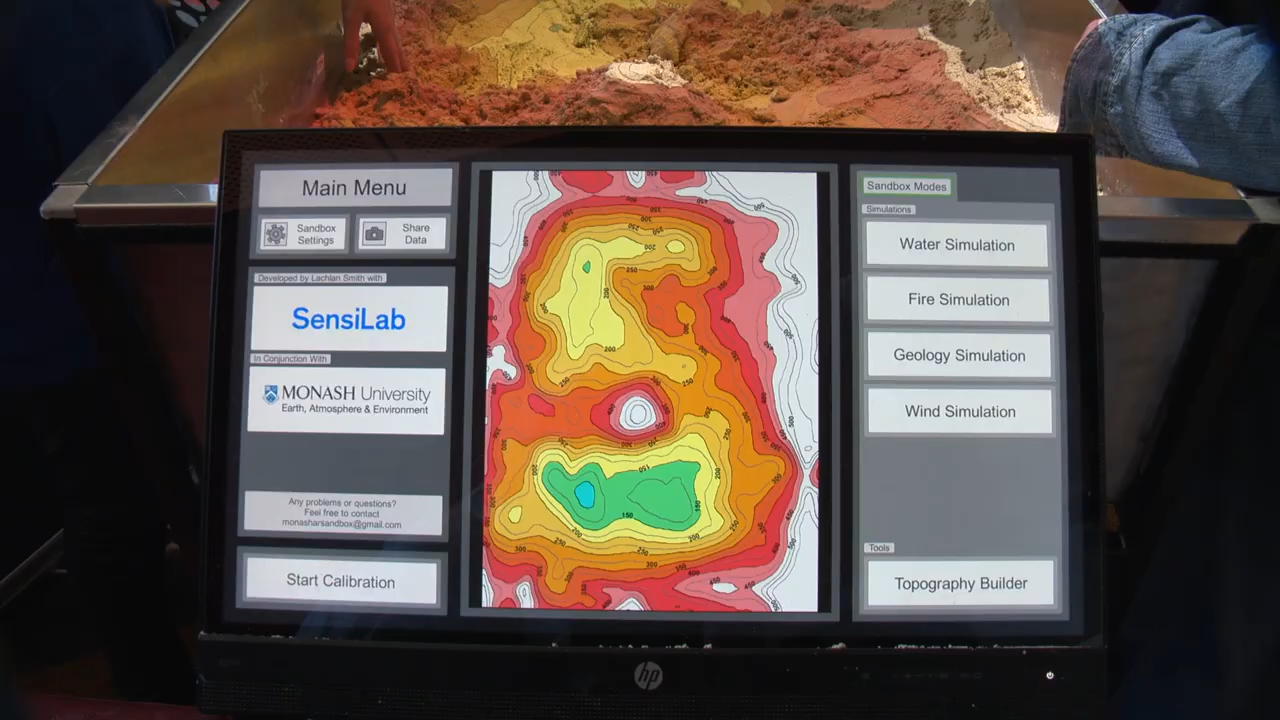 Main Menu
Sandbox
Settings
Share
Data
Developed by Lachlan Smith with
SensiLab
In Conjunction With
MONASH University
Earth, Atmosphere & Environment
Any problems or questions?
Feel free to contact
monasharsandbox@gmail.com
Start Calibration
Sandbox Modes
Simulations
Water Simulation
Fire Simulation
Geology Simulation
Wind Simulation
Tools
Topography Builder
hp